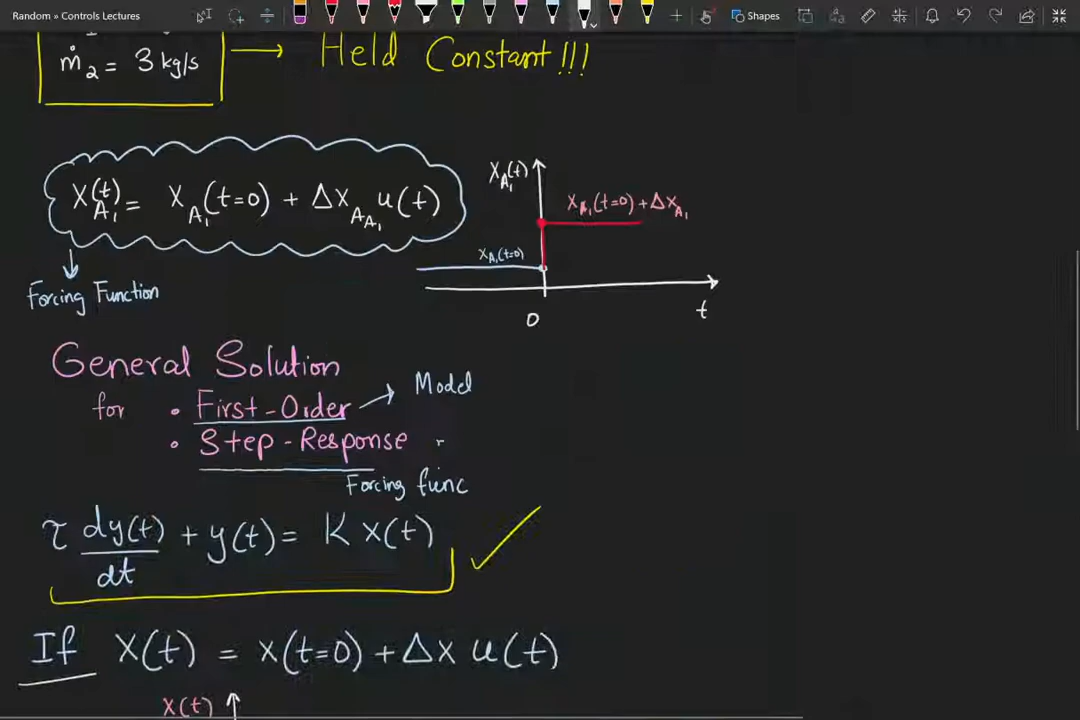 Random » Controls Lectures
Shapes
ṁ₂ = 3 kg/s → Held Constant!!!
X_A₁(t) = X_A₁(t=0) + Δx_AA₁ u(t)
X_A₁(t)
X_A₁(t=0) + Δx_A₁
X_A₁(t=0)
0
t
Forcing Function
General Solution
for • First-Order → Model
• Step-Response
Forcing func
τ dy(t)/dt + y(t) = K x(t) ✓
If X(t) = x(t=0) + Δx u(t)
x(t)